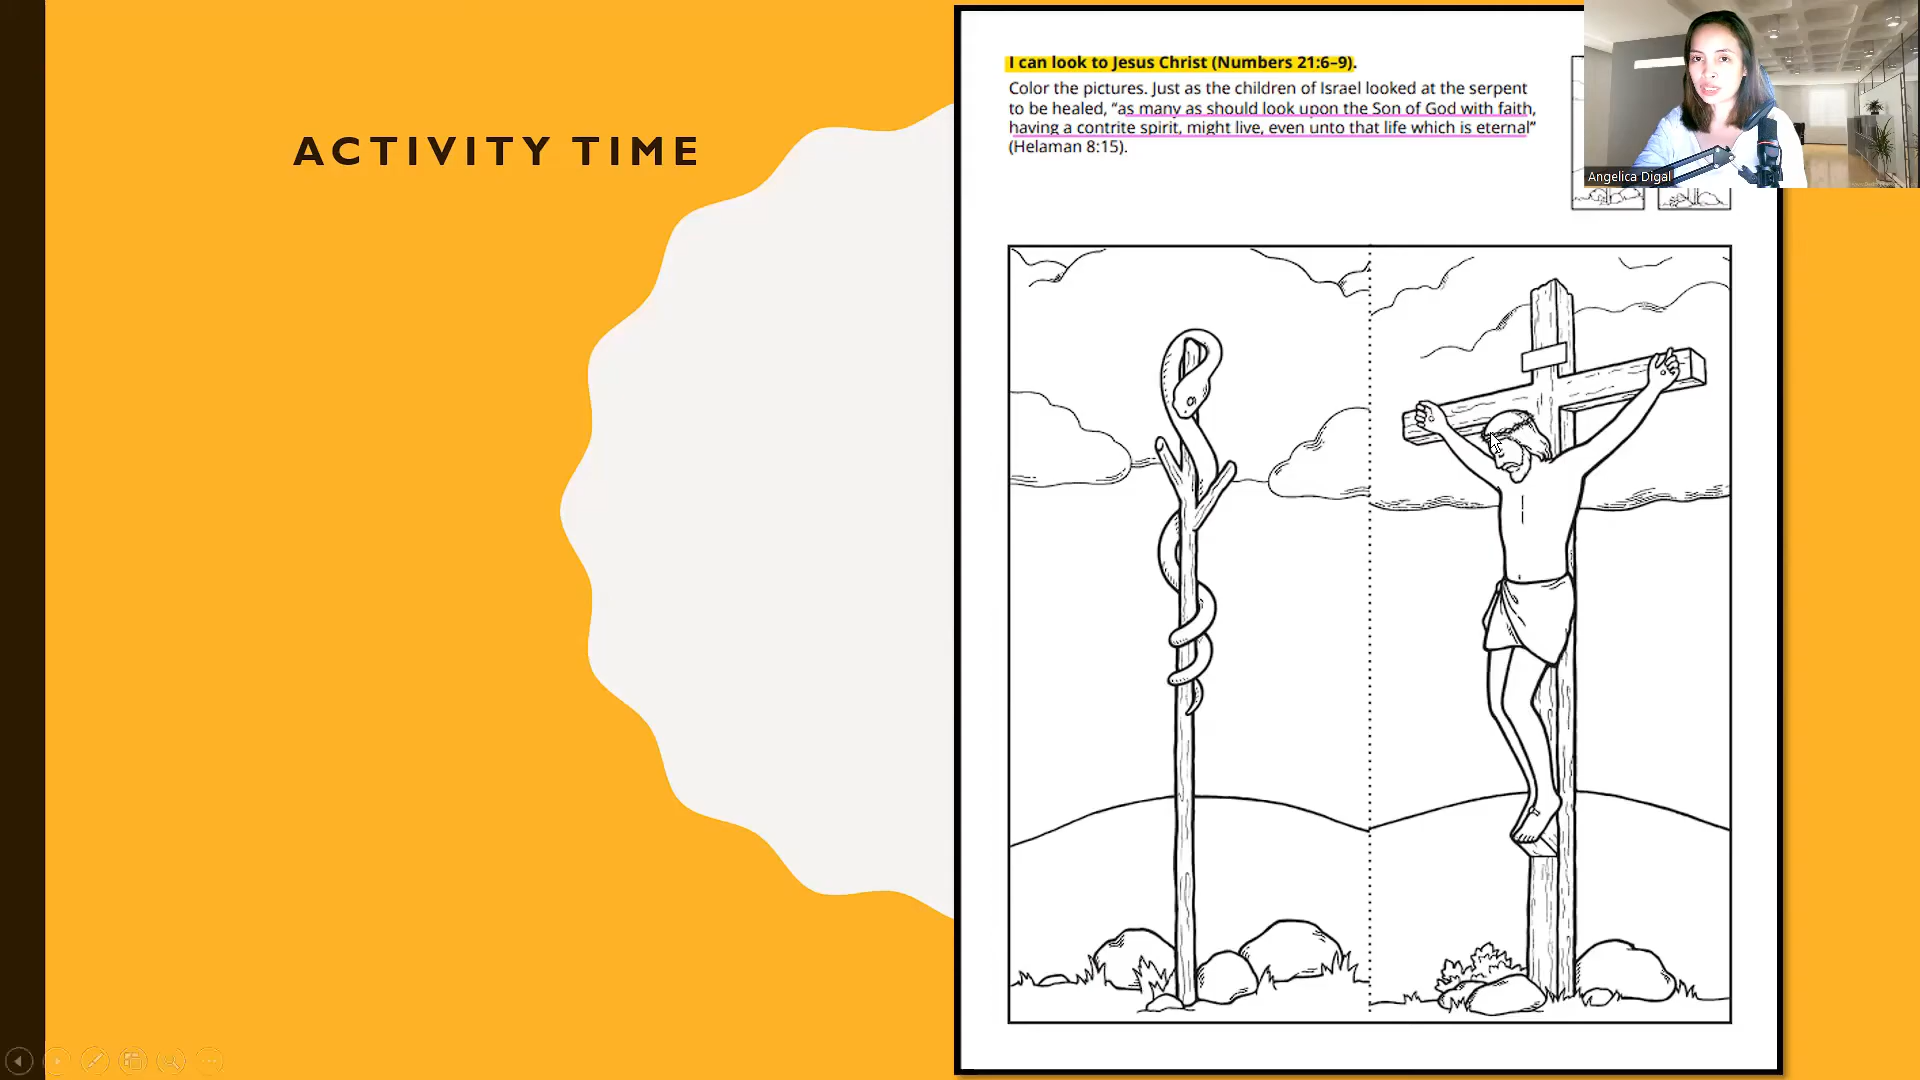 ACTIVITY TIME
I can look to Jesus Christ (Numbers 21:6–9).
Color the pictures. Just as the children of Israel looked at the serpent
to be healed, “as many as should look upon the Son of God with faith,
having a contrite spirit, might live, even unto that life which is eternal”
(Helaman 8:15).
Angelica Digal